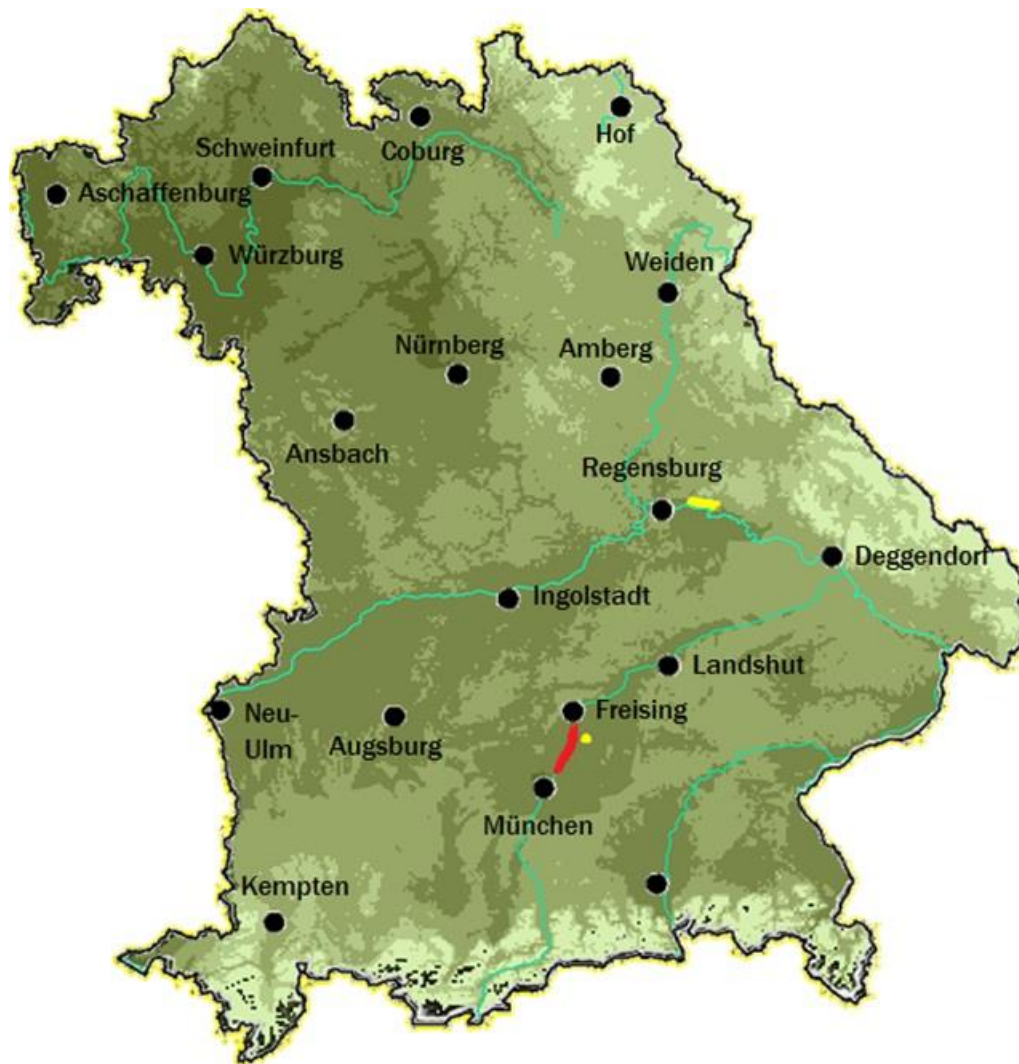 Hof
Coburg
Schweinfurt
Aschaffenburg
Würzburg
Weiden
Nürnberg
Amberg
Ansbach
Regensburg
Deggendorf
Ingolstadt
Landshut
Freising
Neu-
Ulm
Augsburg
München
Kempten